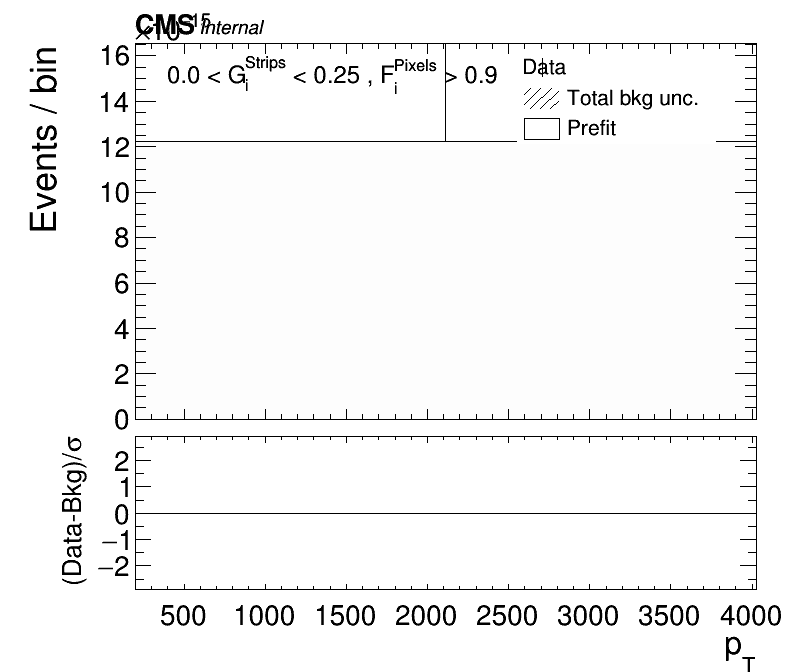 CMS Internal
×10^15
Events / bin
0.0 < G_i^Strips < 0.25 , F_i^Pixels > 0.9
Data
Total bkg unc.
Prefit
16
14
12
10
8
6
4
2
0
(Data-Bkg)/σ
2
1
0
−1
−2
500 1000 1500 2000 2500 3000 3500 4000
p_T